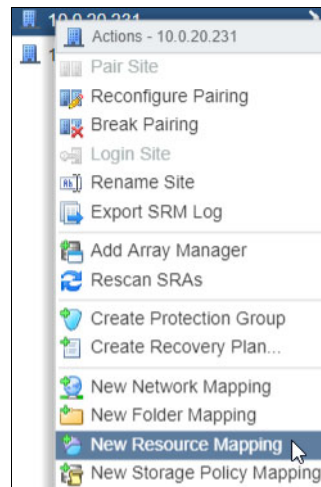 10.0.20.231
Actions - 10.0.20.231
Pair Site
Reconfigure Pairing
Break Pairing
Login Site
Rename Site
Export SRM Log
Add Array Manager
Rescan SRAs
Create Protection Group
Create Recovery Plan...
New Network Mapping
New Folder Mapping
New Resource Mapping
New Storage Policy Mapping